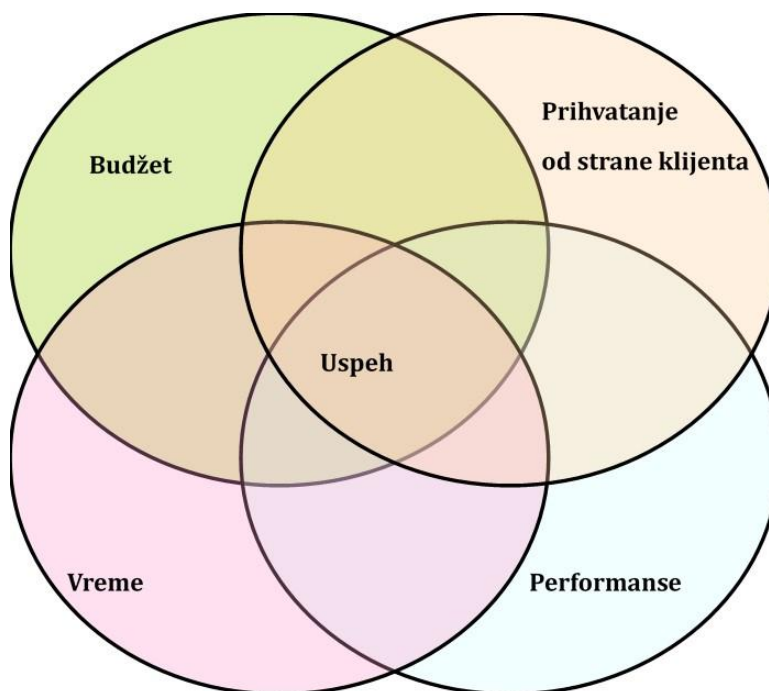 Budžet
Prihvatanje
od strane klijenta
Uspeh
Vreme
Performanse